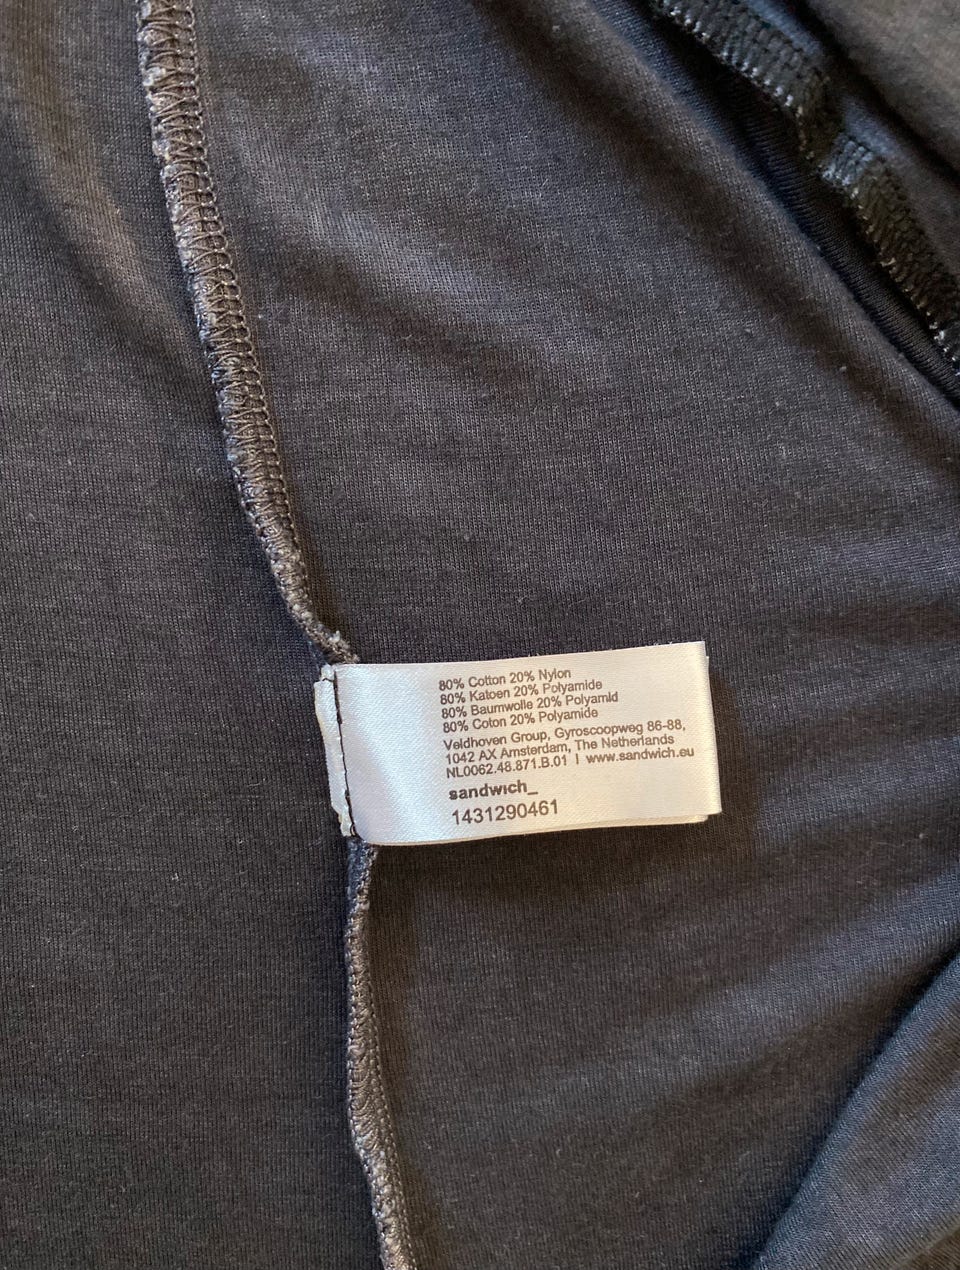 80% Cotton 20% Nylon
80% Katoen 20% Polyamide
80% Baumwolle 20% Polyamid
80% Coton 20% Polyamide
Veldhoven Group, Gyroscoopweg 86-88,
1042 AX Amsterdam, The Netherlands
NL0062.48.871.B.01 | www.sandwich.eu
sandwich_
1431290461